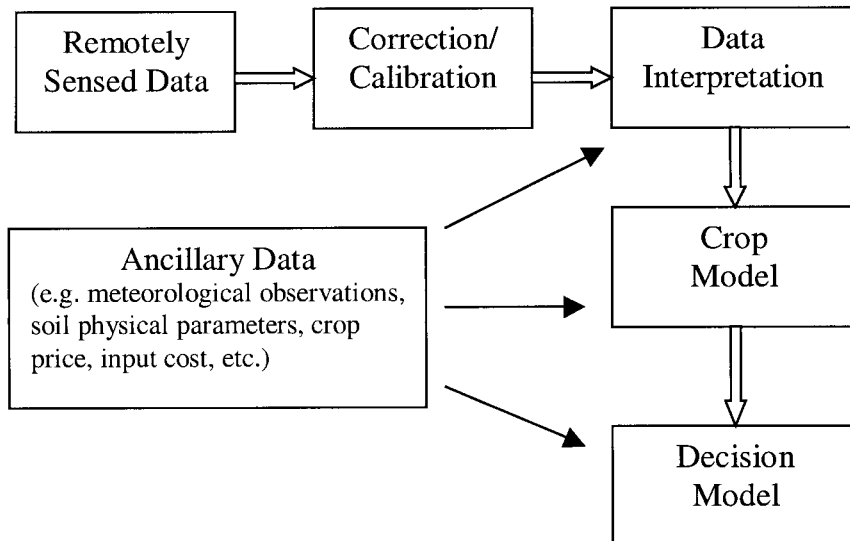 Remotely
Sensed Data
Correction/
Calibration
Data
Interpretation
Ancillary Data
(e.g. meteorological observations,
soil physical parameters, crop
price, input cost, etc.)
Crop
Model
Decision
Model